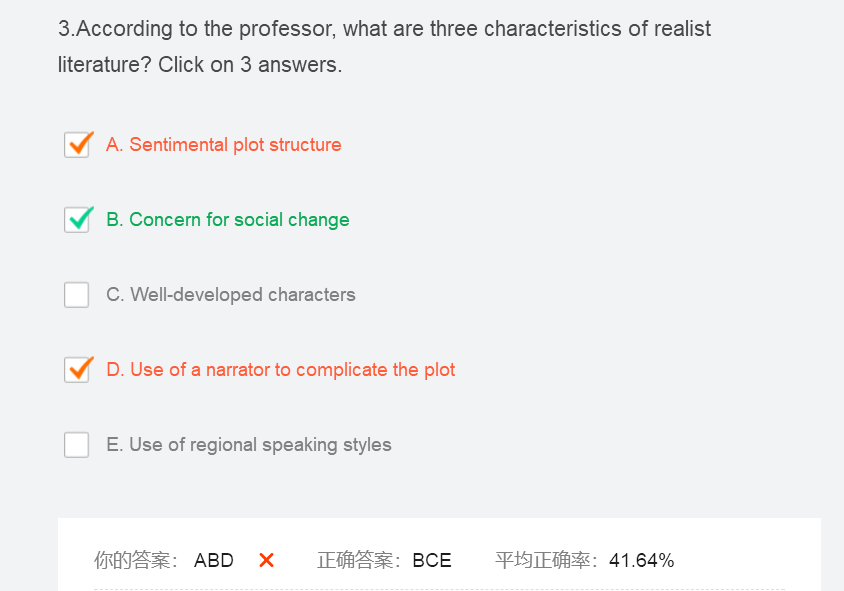 3.According to the professor, what are three characteristics of realist
literature? Click on 3 answers.
A. Sentimental plot structure
B. Concern for social change
C. Well-developed characters
D. Use of a narrator to complicate the plot
E. Use of regional speaking styles
你的答案： ABD 正确答案：BCE 平均正确率：41.64%